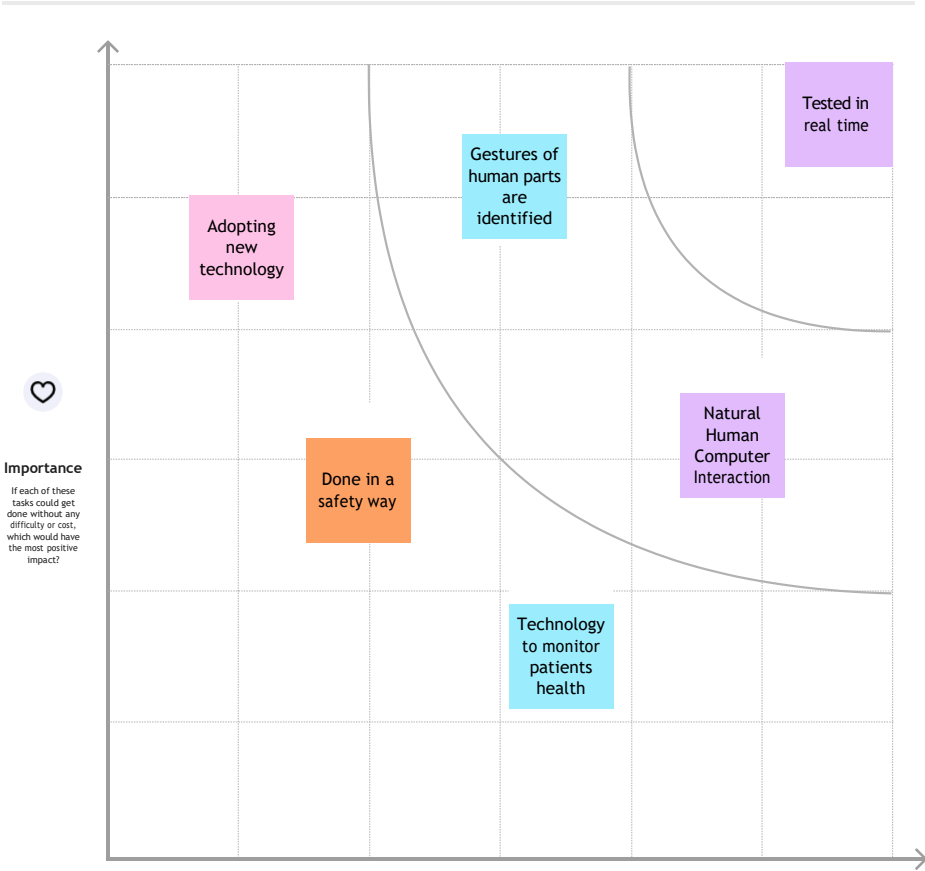 Tested in
real time
Gestures of
human parts
are
identified
Adopting
new
technology
Natural
Human
Computer
Interaction
Done in a
safety way
Importance
If each of these
tasks could get
done without any
difficulty or cost,
which would have
the most positive
impact?
Technology
to monitor
patients
health